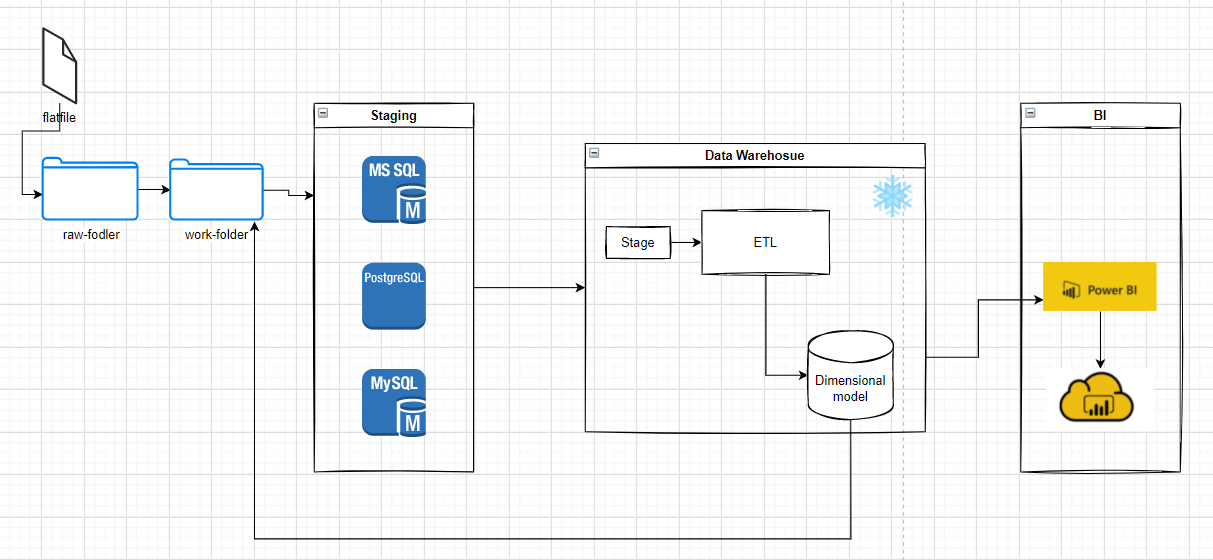 flatfile
raw-fodler
work-folder
Staging
MS SQL
M
PostgreSQL
MySQL
M
Data Warehosue
Stage
ETL
Dimensional
model
BI
Power BI